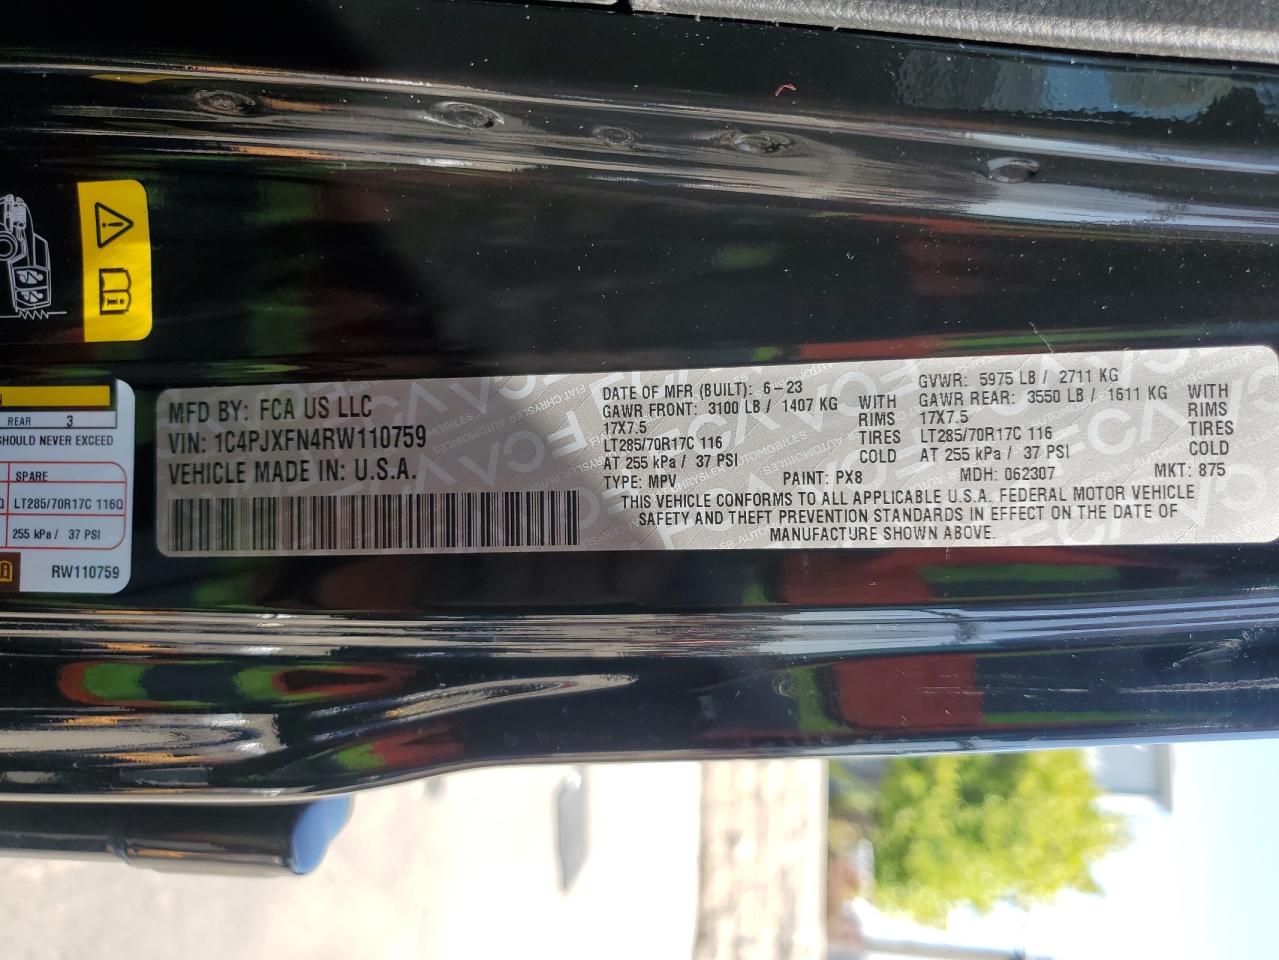 MFD BY: FCA US LLC
VIN: 1C4PJXFN4RW110759
VEHICLE MADE IN: U.S.A.
DATE OF MFR (BUILT): 6-23
GAWR FRONT: 3100 LB / 1407 KG WITH
17X7.5 RIMS
LT285/70R17C 116 TIRES
AT 255 kPa / 37 PSI COLD
GVWR: 5975 LB / 2711 KG
GAWR REAR: 3550 LB / 1611 KG WITH
17X7.5 RIMS
LT285/70R17C 116 TIRES
AT 255 kPa / 37 PSI COLD
TYPE: MPV PAINT: PX8 MDH: 062307 MKT: 875
THIS VEHICLE CONFORMS TO ALL APPLICABLE U.S.A. FEDERAL MOTOR VEHICLE
SAFETY AND THEFT PREVENTION STANDARDS IN EFFECT ON THE DATE OF
MANUFACTURE SHOWN ABOVE.
REAR 3
SHOULD NEVER EXCEED
SPARE
LT285/70R17C 116Q
255 kPa / 37 PSI
RW110759